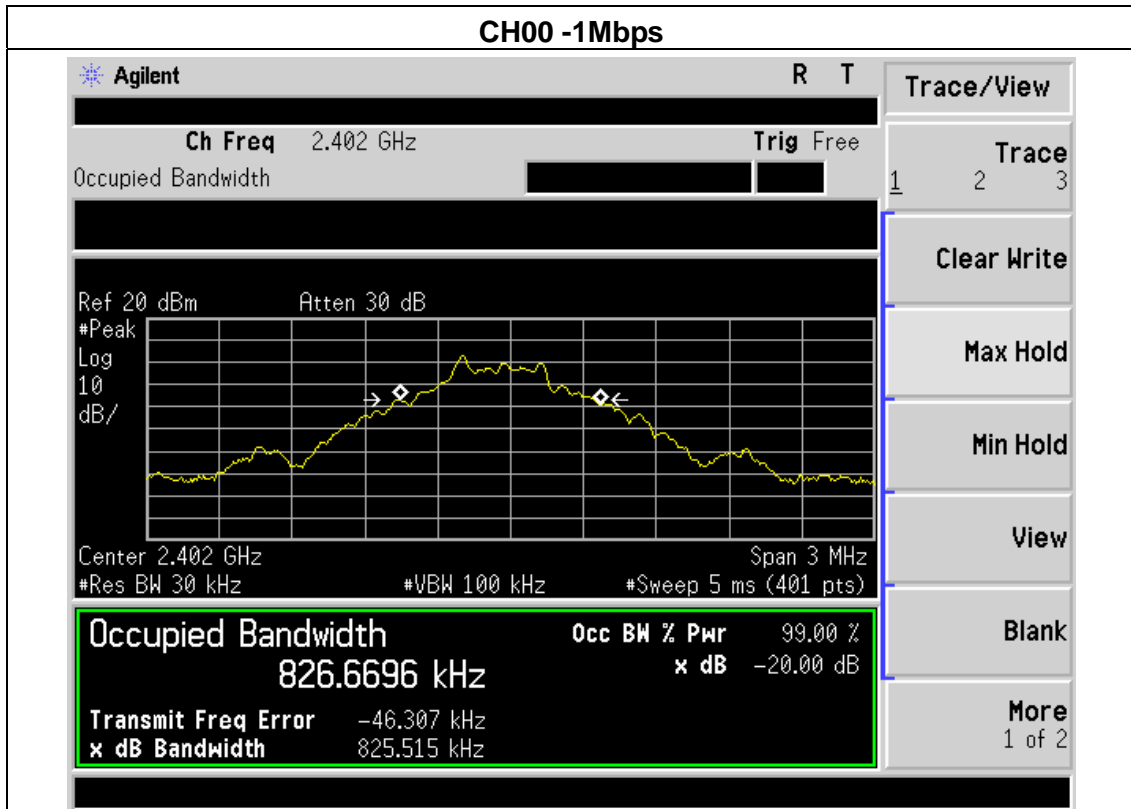 CH00 -1Mbps
Agilent R T
Trace/View
Ch Freq 2.402 GHz Trig Free
Occupied Bandwidth
Trace
1 2 3
Clear Write
Ref 20 dBm Atten 30 dB
#Peak
Log
10
dB/
Max Hold
Min Hold
View
Center 2.402 GHz Span 3 MHz
#Res BW 30 kHz #VBW 100 kHz #Sweep 5 ms (401 pts)
Occupied Bandwidth Occ BW % Pwr 99.00 %
826.6696 kHz x dB -20.00 dB
Blank
Transmit Freq Error -46.307 kHz
x dB Bandwidth 825.515 kHz
More
1 of 2